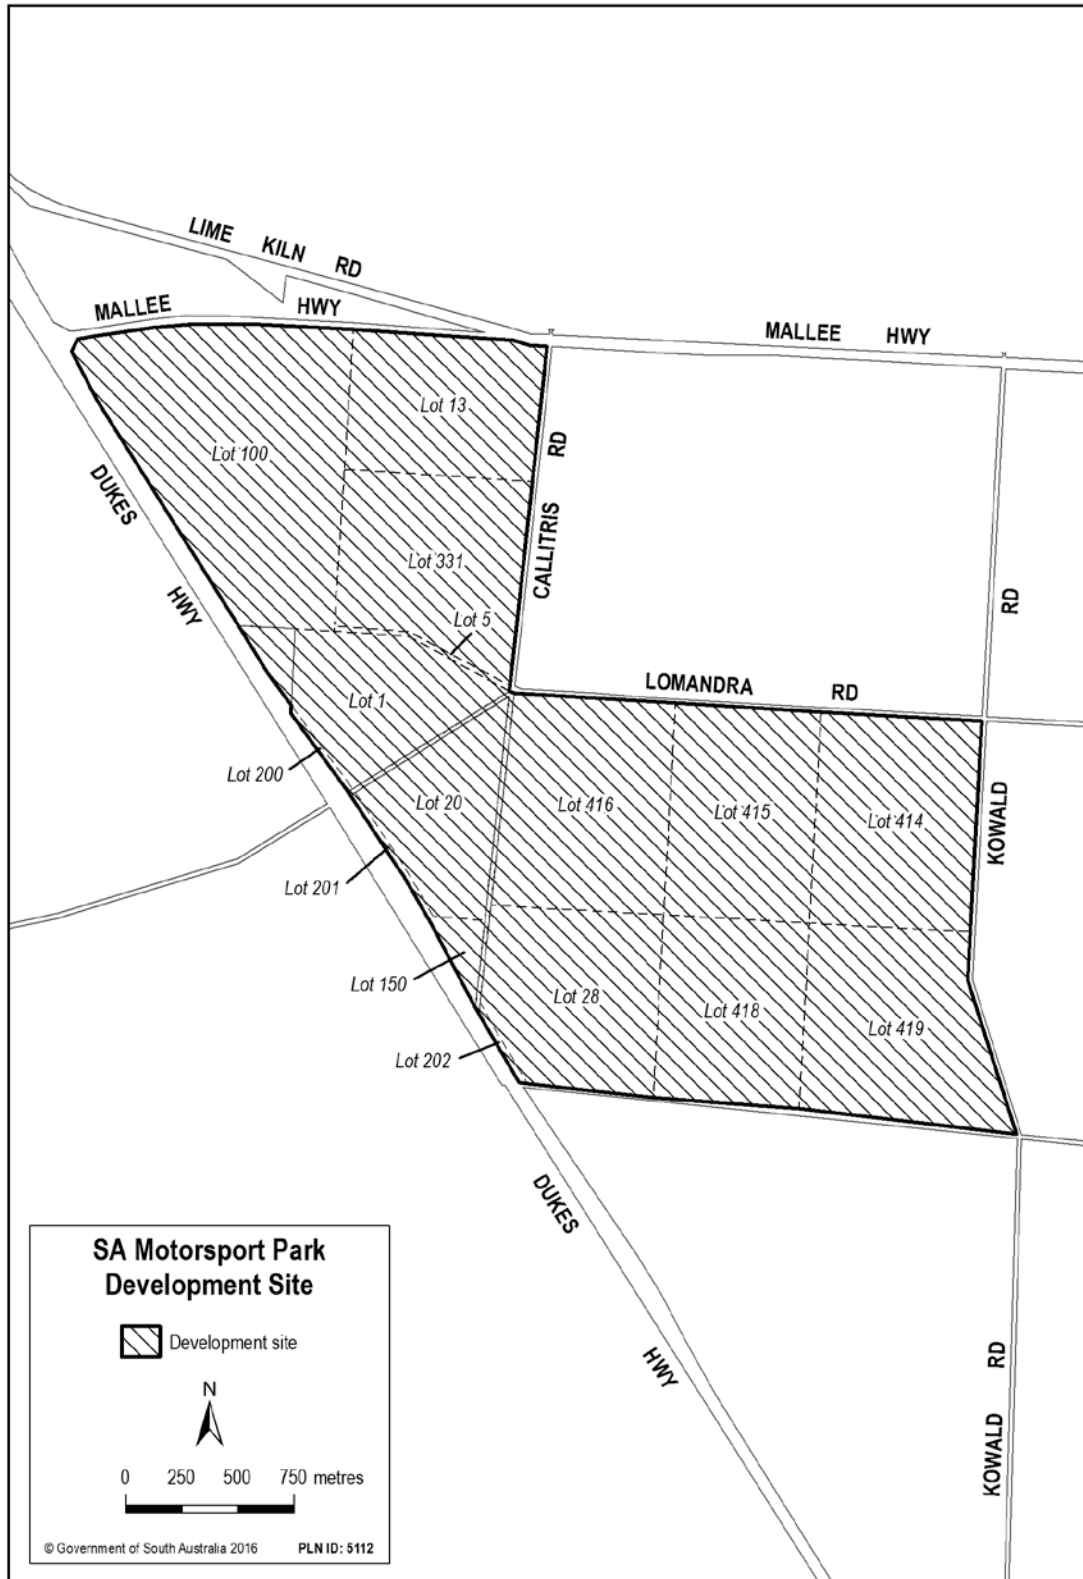 LIME KILN RD
MALLEE HWY
MALLEE HWY
Lot 13
Lot 100
RD
CALLITRIS
DUKES
HWY
Lot 331
RD
Lot 5
LOMANDRA RD
Lot 1
Lot 200
Lot 20
Lot 416
Lot 415
Lot 414
KOWALD
Lot 201
Lot 150
Lot 28
Lot 418
Lot 419
Lot 202
DUKES
HWY
RD
KOWALD
SA Motorsport Park
Development Site
Development site
N
0 250 500 750 metres
© Government of South Australia 2016 PLN ID: 5112